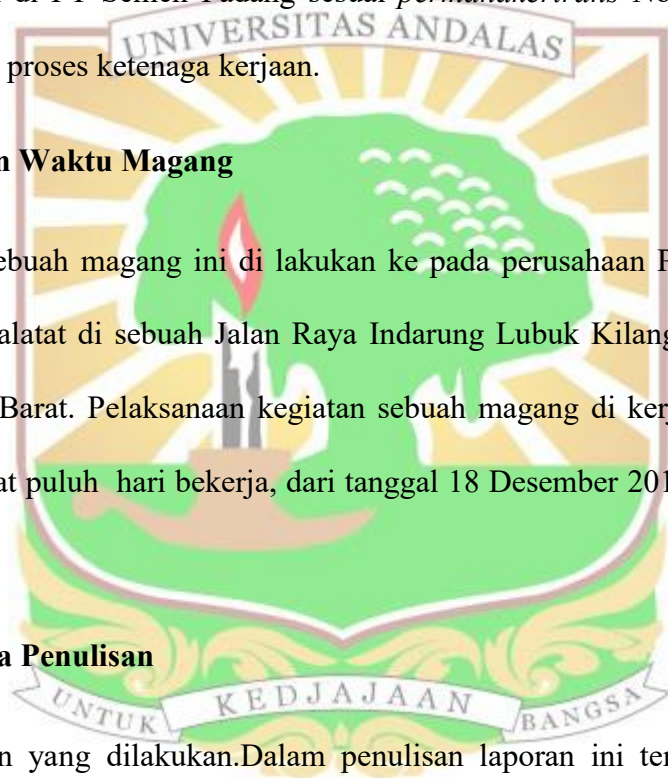 di PT Semen Padang sesuai permanakertrans No
UNIVERSITAS ANDALAS
proses ketenaga kerjaan.
n Waktu Magang
ebuah magang ini di lakukan ke pada perusahaan P
alatat di sebuah Jalan Raya Indarung Lubuk Kilang
Barat. Pelaksanaan kegiatan sebuah magang di kerj
at puluh hari bekerja, dari tanggal 18 Desember 201
a Penulisan
UNTUK KEDJAJAAN BANGSA
n yang dilakukan.Dalam penulisan laporan ini ter